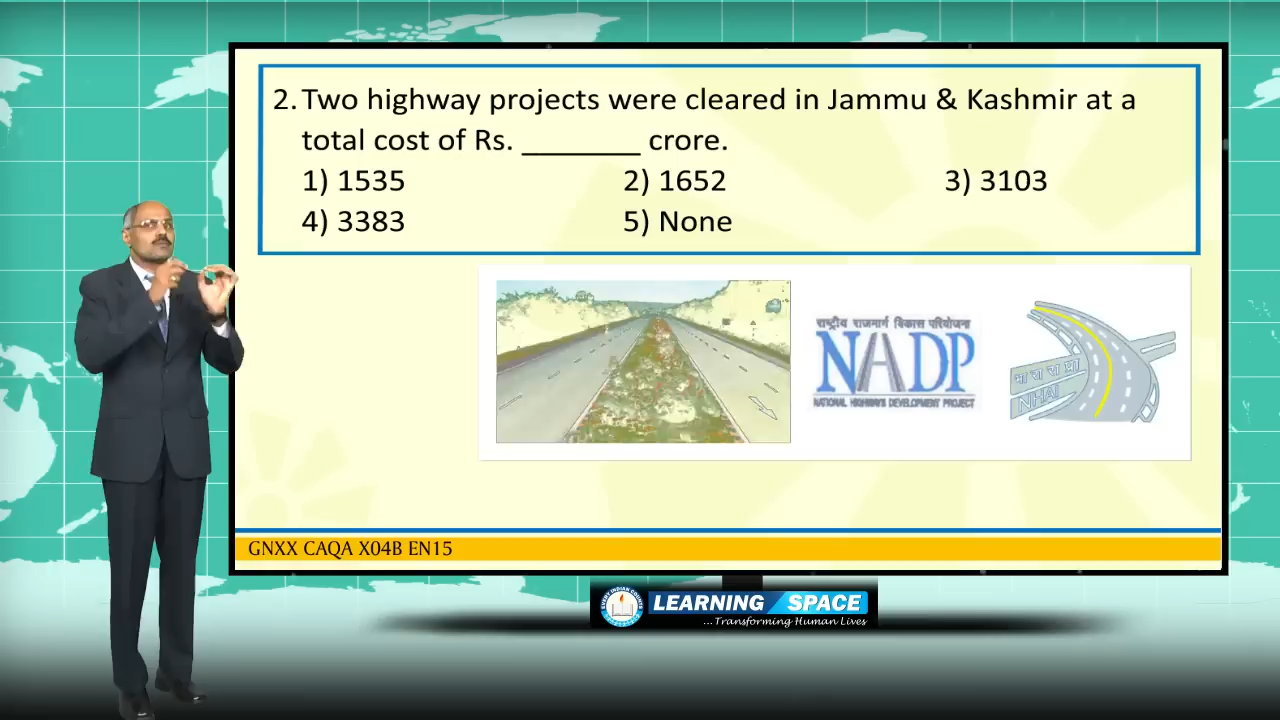 2. Two highway projects were cleared in Jammu & Kashmir at a
total cost of Rs. _______ crore.
1) 1535 2) 1652 3) 3103
4) 3383 5) None
राष्ट्रीय राजमार्ग विकास परियोजना
NADP
NATIONAL HIGHWAYS DEVELOPMENT PROJECT
भा रा रा प्रा
NHAI
GNXX CAQA X04B EN15
LEARNING SPACE
...Transforming Human Lives